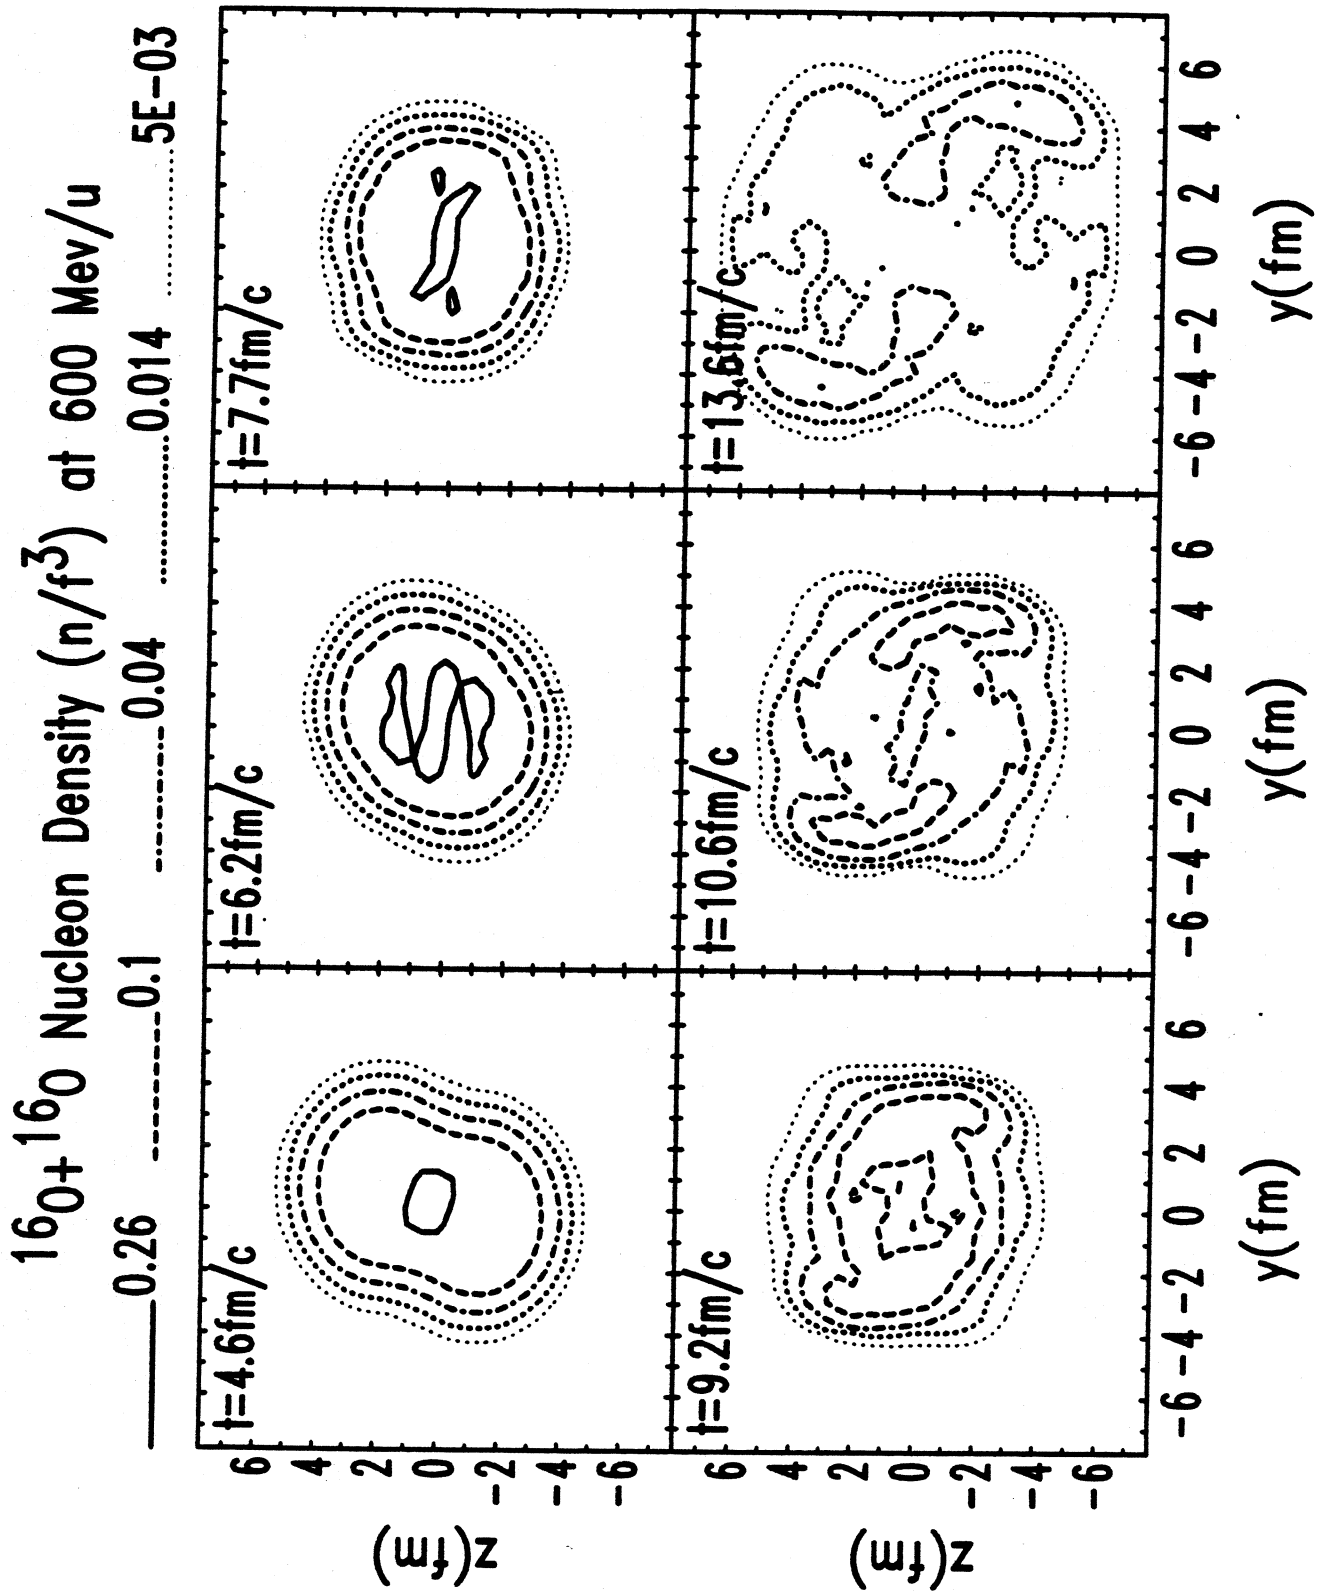 ¹⁶O+¹⁶O Nucleon Density (n/f³) at 600 Mev/u
0.26 0.1 0.04 0.014 5E-03
t=4.6fm/c t=6.2fm/c t=7.7fm/c
z(fm)
6 4 2 0 -2 -4 -6
t=9.2fm/c t=10.6fm/c t=13.6fm/c
z(fm)
6 4 2 0 -2 -4 -6
-6 -4 -2 0 2 4 6 -6 -4 -2 0 2 4 6 -6 -4 -2 0 2 4 6
y(fm) y(fm) y(fm)